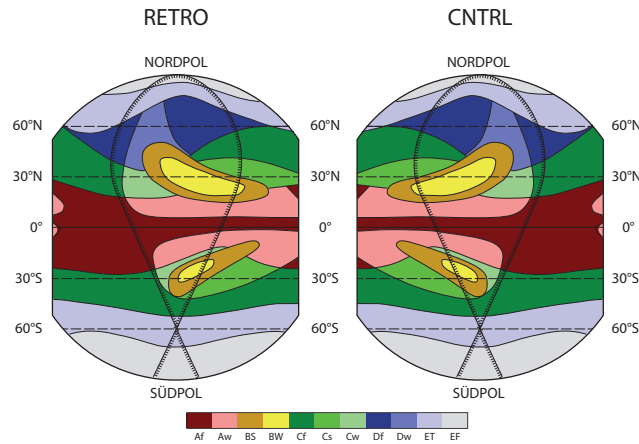 RETRO
CNTRL
NORDPOL
NORDPOL
60°N
60°N
30°N
30°N
0°
0°
30°S
30°S
60°S
60°S
SÜDPOL
SÜDPOL
Af Aw BS BW Cf Cs Cw Df Dw ET EF